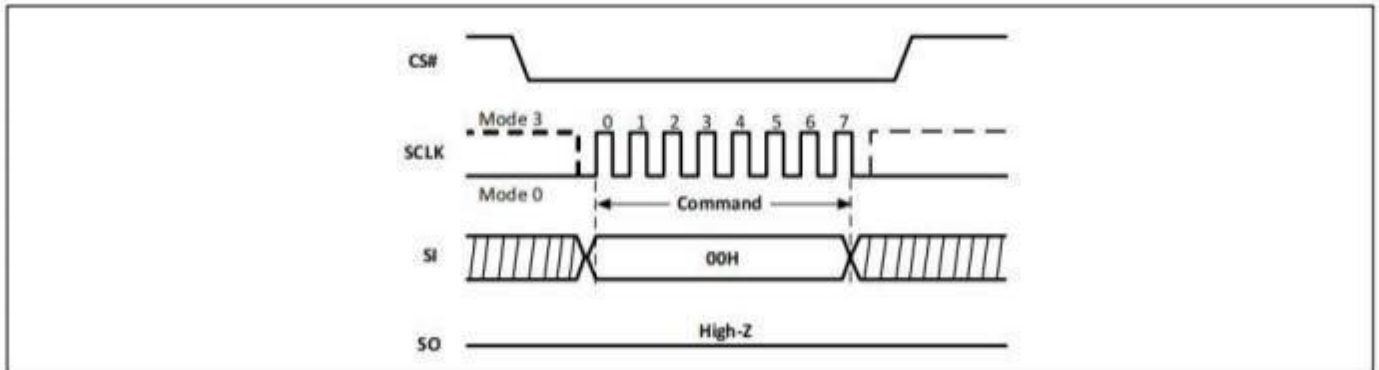 CS#
Mode 3
0 1 2 3 4 5 6 7
SCLK
Mode 0
Command
SI
00H
High-Z
SO